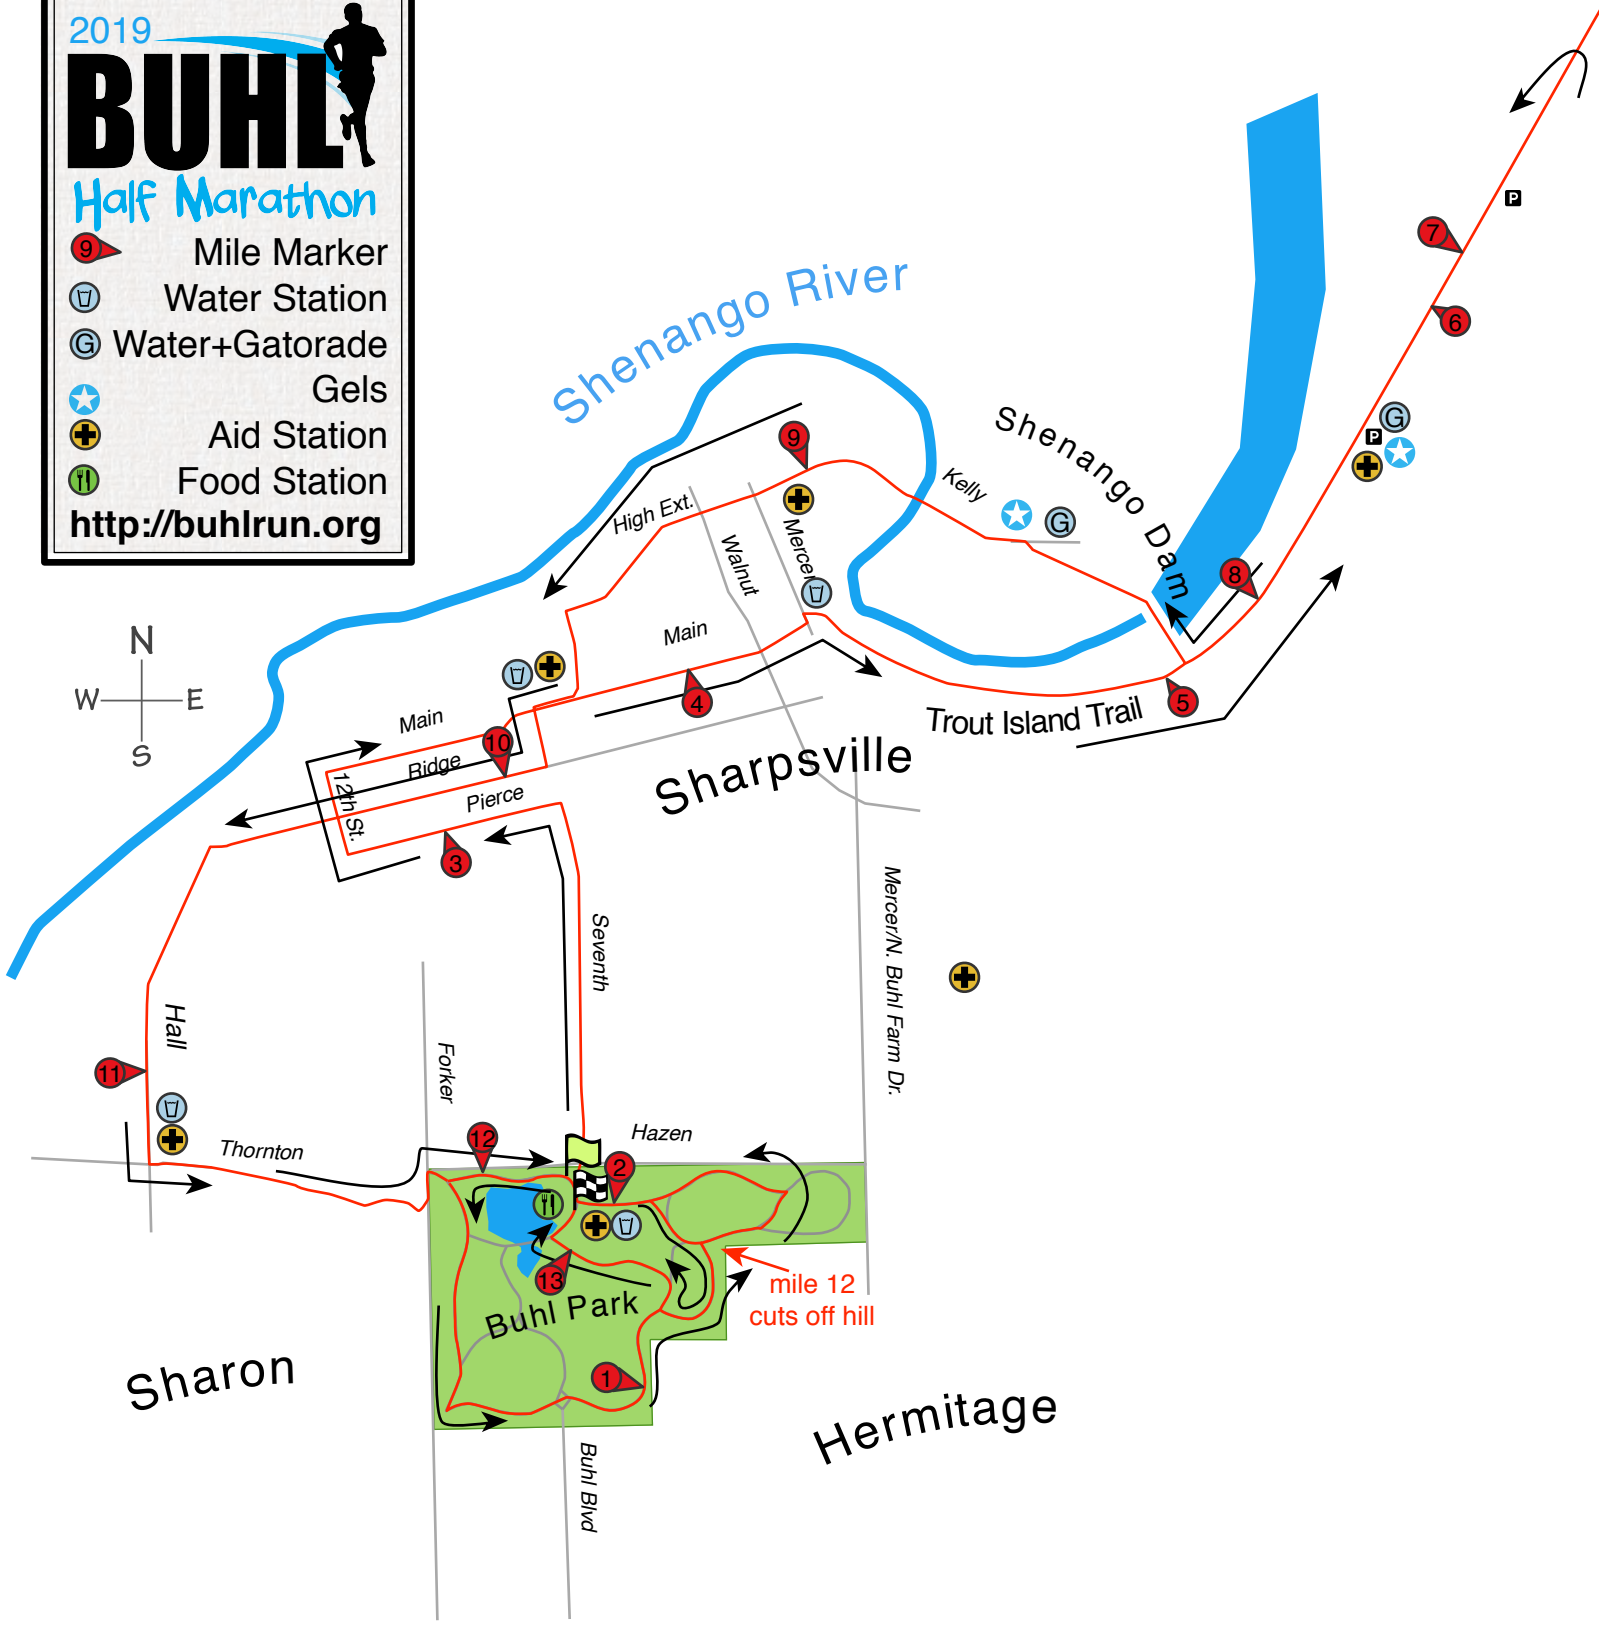 2019
BUHL
Half Marathon
9 Mile Marker
Water Station
G Water+Gatorade
Gels
Aid Station
Food Station
http://buhlrun.org
N
W E
S
Shenango River
Shenango Dam
P
7
6
G
P
9
Kelly
G
High Ext.
Walnut
Mercer
8
Main
4
5
Trout Island Trail
Main
10
Ridge
Sharpsville
12th St.
Pierce
3
Seventh
Mercer/N. Buhl Farm Dr.
Hall
11
Forker
Thornton
12
Hazen
2
13
mile 12
cuts off hill
Buhl Park
1
Sharon
Hermitage
Buhl Blvd